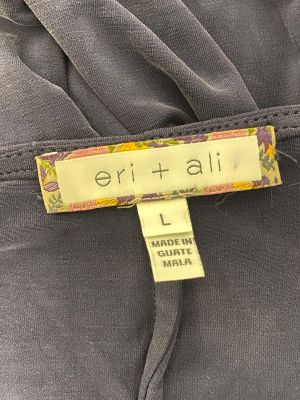 eri + ali
L
MADE IN
GUATE
MALA